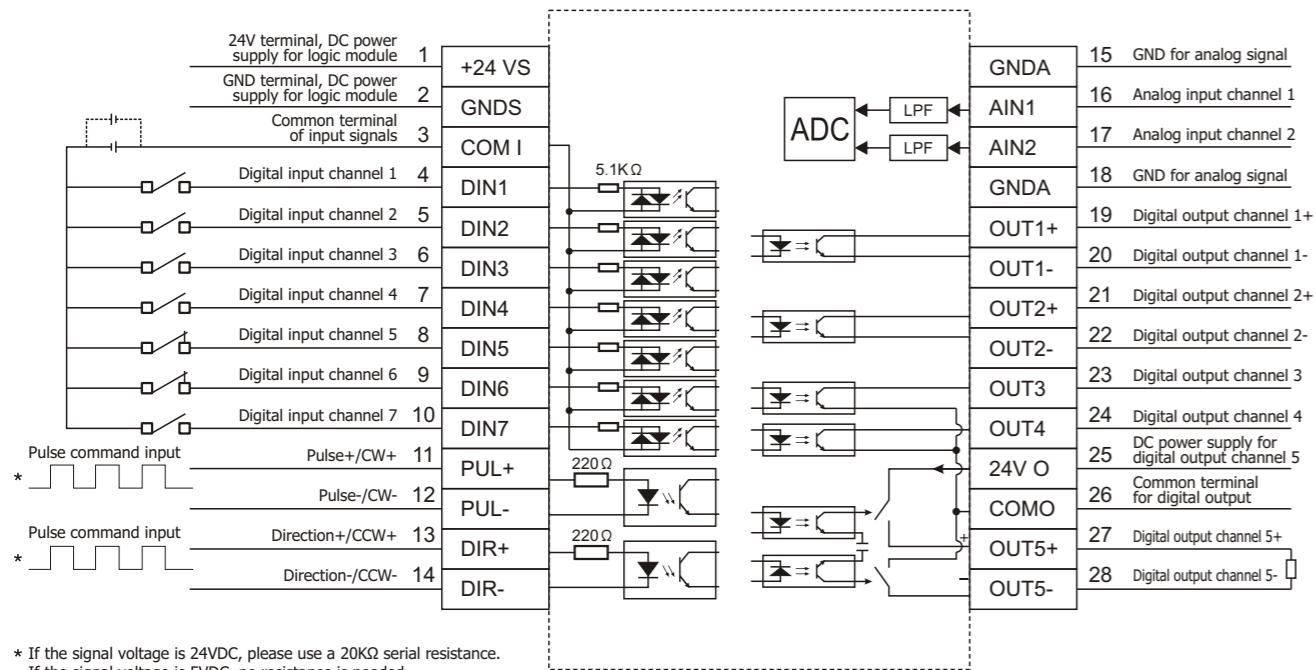 24V terminal, DC power
supply for logic module
1
+24 VS
GND terminal, DC power
supply for logic module
2
GNDS
Common terminal
of input signals
3
COM I
Digital input channel 1
4
DIN1
Digital input channel 2
5
DIN2
Digital input channel 3
6
DIN3
Digital input channel 4
7
DIN4
Digital input channel 5
8
DIN5
Digital input channel 6
9
DIN6
Digital input channel 7
10
DIN7
Pulse command input
*
Pulse+/CW+
11
PUL+
Pulse-/CW-
12
PUL-
Pulse command input
*
Direction+/CCW+
13
DIR+
Direction-/CCW-
14
DIR-
5.1KΩ
220Ω
220Ω
ADC
LPF
LPF
+
-
GNDA
15
GND for analog signal
AIN1
16
Analog input channel 1
AIN2
17
Analog input channel 2
GNDA
18
GND for analog signal
OUT1+
19
Digital output channel 1+
OUT1-
20
Digital output channel 1-
OUT2+
21
Digital output channel 2+
OUT2-
22
Digital output channel 2-
OUT3
23
Digital output channel 3
OUT4
24
Digital output channel 4
24V O
25
DC power supply for
digital output channel 5
COMO
26
Common terminal
for digital output
OUT5+
27
Digital output channel 5+
OUT5-
28
Digital output channel 5-
* If the signal voltage is 24VDC, please use a 20KΩ serial resistance.
If the signal voltage is 5VDC, no resistance is needed